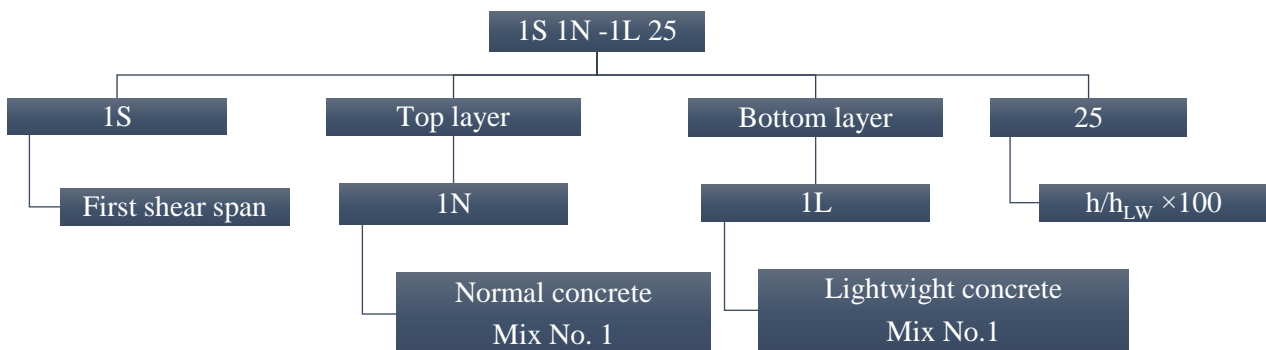 1S 1N -1L 25
1S
Top layer
Bottom layer
25
First shear span
1N
1L
h/h_LW ×100
Normal concrete
Mix No. 1
Lightwight concrete
Mix No.1